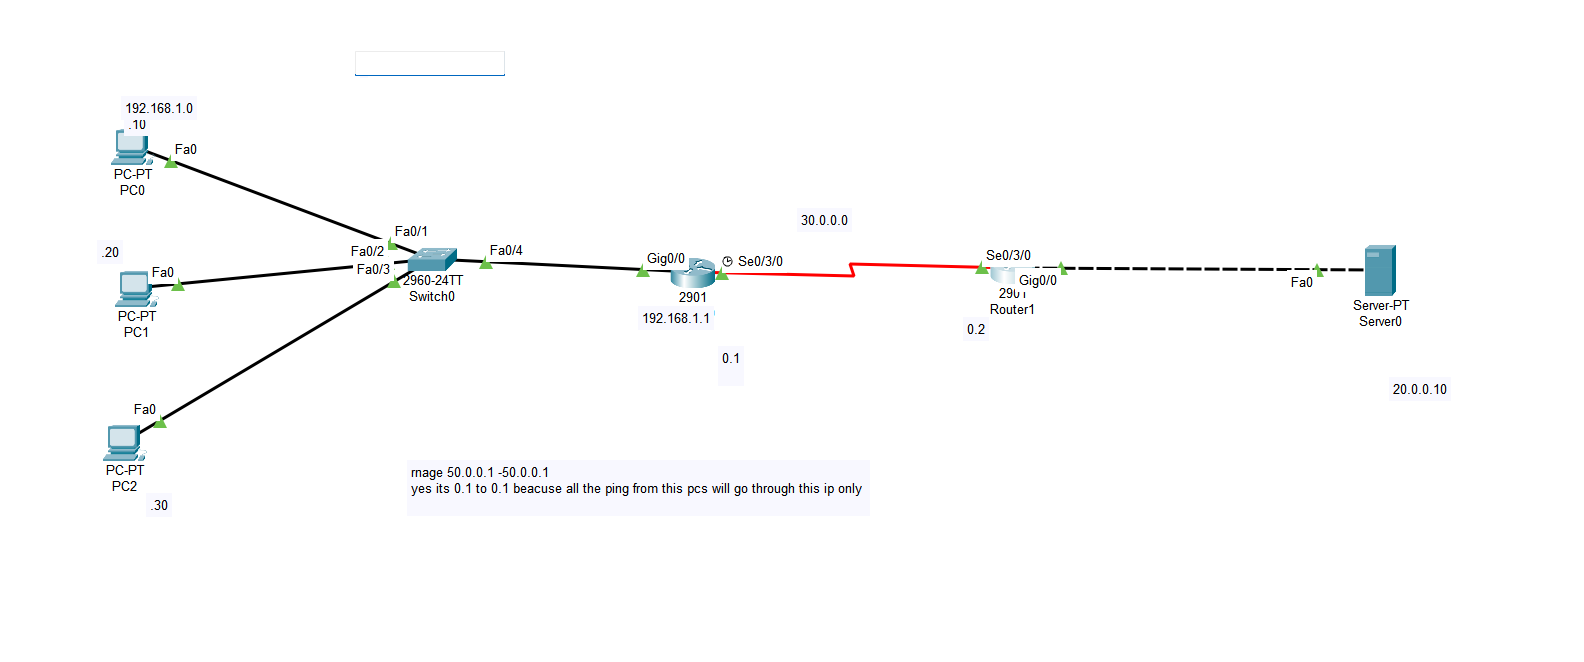 192.168.1.0
.10
Fa0
PC-PT
PC0
.20
Fa0
PC-PT
PC1
Fa0
PC-PT
PC2
.30
Fa0/1
Fa0/2
Fa0/3
Fa0/4
2960-24TT
Switch0
Gig0/0
Se0/3/0
2901
192.168.1.1
0.1
30.0.0.0
Se0/3/0
Gig0/0
2901
Router1
0.2
Fa0
Server-PT
Server0
20.0.0.10
rnage 50.0.0.1 -50.0.0.1
yes its 0.1 to 0.1 beacuse all the ping from this pcs will go through this ip only